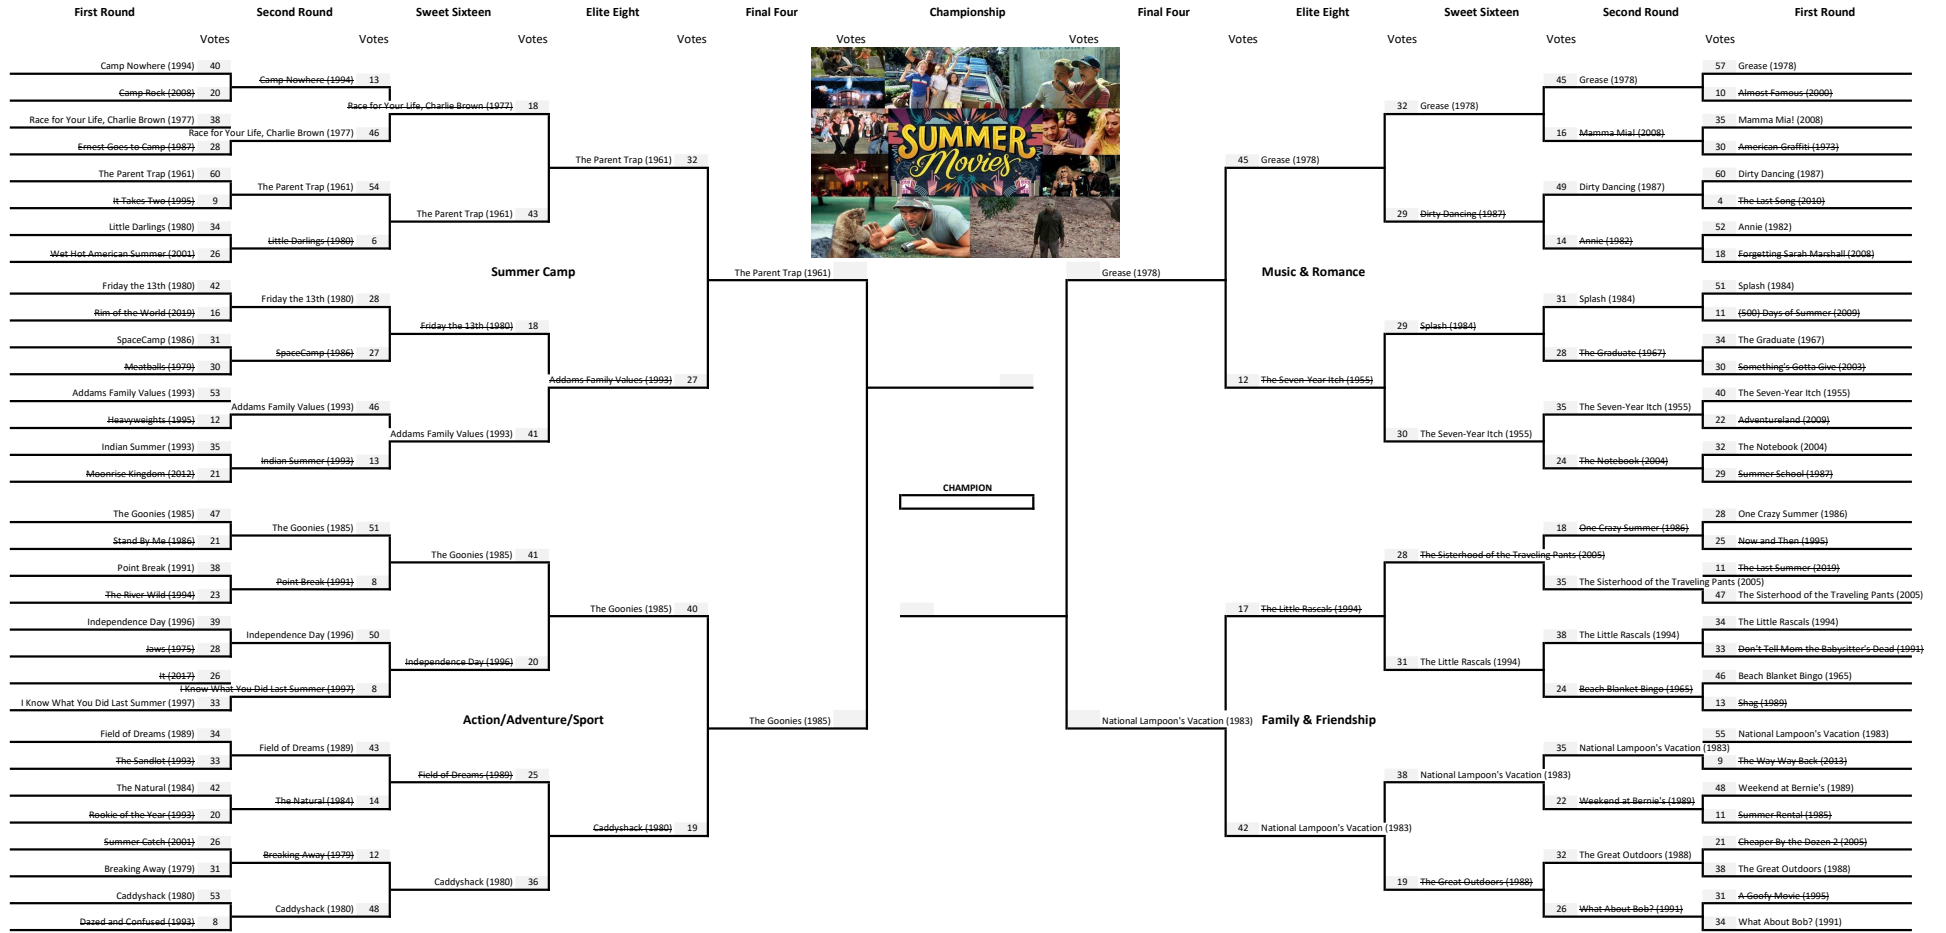 First Round Second Round Sweet Sixteen Elite Eight Final Four Championship Final Four Elite Eight Sweet Sixteen Second Round First Round
Votes Votes Votes Votes Votes Votes Votes Votes
Camp Nowhere (1994) 40
Camp Rock (2008) 20
Race for Your Life, Charlie Brown (1977) 38
Ernest Goes to Camp (1987) 28
The Parent Trap (1961) 60
It Takes Two (1995) 9
Little Darlings (1980) 34
Wet Hot American Summer (2001) 26
Friday the 13th (1980) 42
Rim of the World (2019) 16
SpaceCamp (1986) 31
Meatballs (1979) 30
Addams Family Values (1993) 53
Heavyweights (1995) 12
Indian Summer (1993) 35
Moonrise Kingdom (2012) 21
The Goonies (1985) 47
Stand By Me (1986) 21
Point Break (1991) 38
The River Wild (1994) 23
Independence Day (1996) 39
Jaws (1975) 28
It (2017) 26
I Know What You Did Last Summer (1997) 33
Field of Dreams (1989) 34
The Sandlot (1993) 33
The Natural (1984) 42
Rookie of the Year (1993) 20
Summer Catch (2001) 26
Breaking Away (1979) 31
Caddyshack (1980) 53
Dazed and Confused (1993) 8
Camp Nowhere (1994) 13
Race for Your Life, Charlie Brown (1977) 46
The Parent Trap (1961) 54
Little Darlings (1980) 6
Friday the 13th (1980) 28
SpaceCamp (1986) 27
Addams Family Values (1993) 46
Indian Summer (1993) 13
The Goonies (1985) 51
Point Break (1991) 8
Independence Day (1996) 50
I Know What You Did Last Summer (1997) 8
Field of Dreams (1989) 43
The Natural (1984) 14
Breaking Away (1979) 12
Caddyshack (1980) 48
Race for Your Life, Charlie Brown (1977) 18
The Parent Trap (1961) 43
Friday the 13th (1980) 18
Addams Family Values (1993) 41
The Goonies (1985) 41
Independence Day (1996) 20
Field of Dreams (1989) 25
Caddyshack (1980) 36
Summer Camp
Action/Adventure/Sport
The Parent Trap (1961) 32
Addams Family Values (1993) 27
The Goonies (1985) 40
Caddyshack (1980) 19
The Parent Trap (1961)
The Goonies (1985)
SUMMER
Movies
CHAMPION
Grease (1978)
National Lampoon's Vacation (1983)
Music & Romance
Family & Friendship
45 Grease (1978)
12 The Seven-Year Itch (1955)
17 The Little Rascals (1994)
42 National Lampoon's Vacation (1983)
32 Grease (1978)
29 Dirty Dancing (1987)
29 Splash (1984)
30 The Seven-Year Itch (1955)
28 The Sisterhood of the Traveling Pants (2005)
31 The Little Rascals (1994)
38 National Lampoon's Vacation (1983)
19 The Great Outdoors (1988)
45 Grease (1978)
16 Mamma Mia! (2008)
49 Dirty Dancing (1987)
14 Annie (1982)
31 Splash (1984)
28 The Graduate (1967)
35 The Seven-Year Itch (1955)
24 The Notebook (2004)
18 One Crazy Summer (1986)
35 The Sisterhood of the Traveling Pants (2005)
38 The Little Rascals (1994)
24 Beach Blanket Bingo (1965)
35 National Lampoon's Vacation (1983)
22 Weekend at Bernie's (1989)
32 The Great Outdoors (1988)
26 What About Bob? (1991)
57 Grease (1978)
10 Almost Famous (2000)
35 Mamma Mia! (2008)
30 American Graffiti (1973)
60 Dirty Dancing (1987)
4 The Last Song (2010)
52 Annie (1982)
18 Forgetting Sarah Marshall (2008)
51 Splash (1984)
11 (500) Days of Summer (2009)
34 The Graduate (1967)
30 Something's Gotta Give (2003)
40 The Seven-Year Itch (1955)
22 Adventureland (2009)
32 The Notebook (2004)
29 Summer School (1987)
28 One Crazy Summer (1986)
25 Now and Then (1995)
11 The Last Summer (2019)
47 The Sisterhood of the Traveling Pants (2005)
34 The Little Rascals (1994)
33 Don't Tell Mom the Babysitter's Dead (1991)
46 Beach Blanket Bingo (1965)
13 Shag (1989)
55 National Lampoon's Vacation (1983)
9 The Way Way Back (2013)
48 Weekend at Bernie's (1989)
11 Summer Rental (1985)
21 Cheaper By the Dozen 2 (2005)
38 The Great Outdoors (1988)
31 A Goofy Movie (1995)
34 What About Bob? (1991)